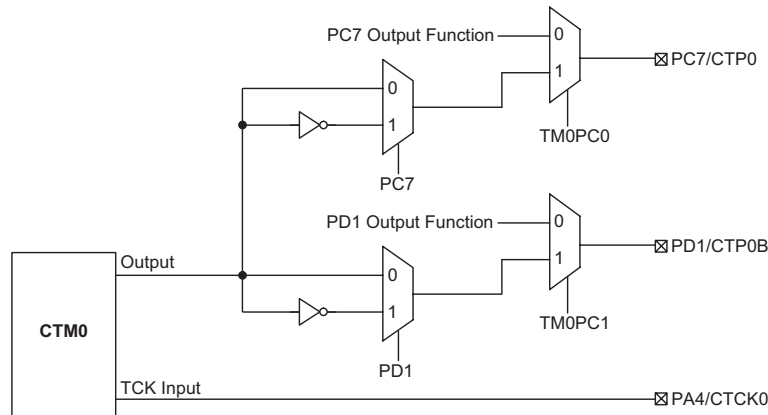 PC7 Output Function
0
1
PC7/CTP0
TM0PC0
0
1
PC7
PD1 Output Function
0
1
PD1/CTP0B
TM0PC1
Output
0
1
PD1
CTM0
TCK Input
PA4/CTCK0